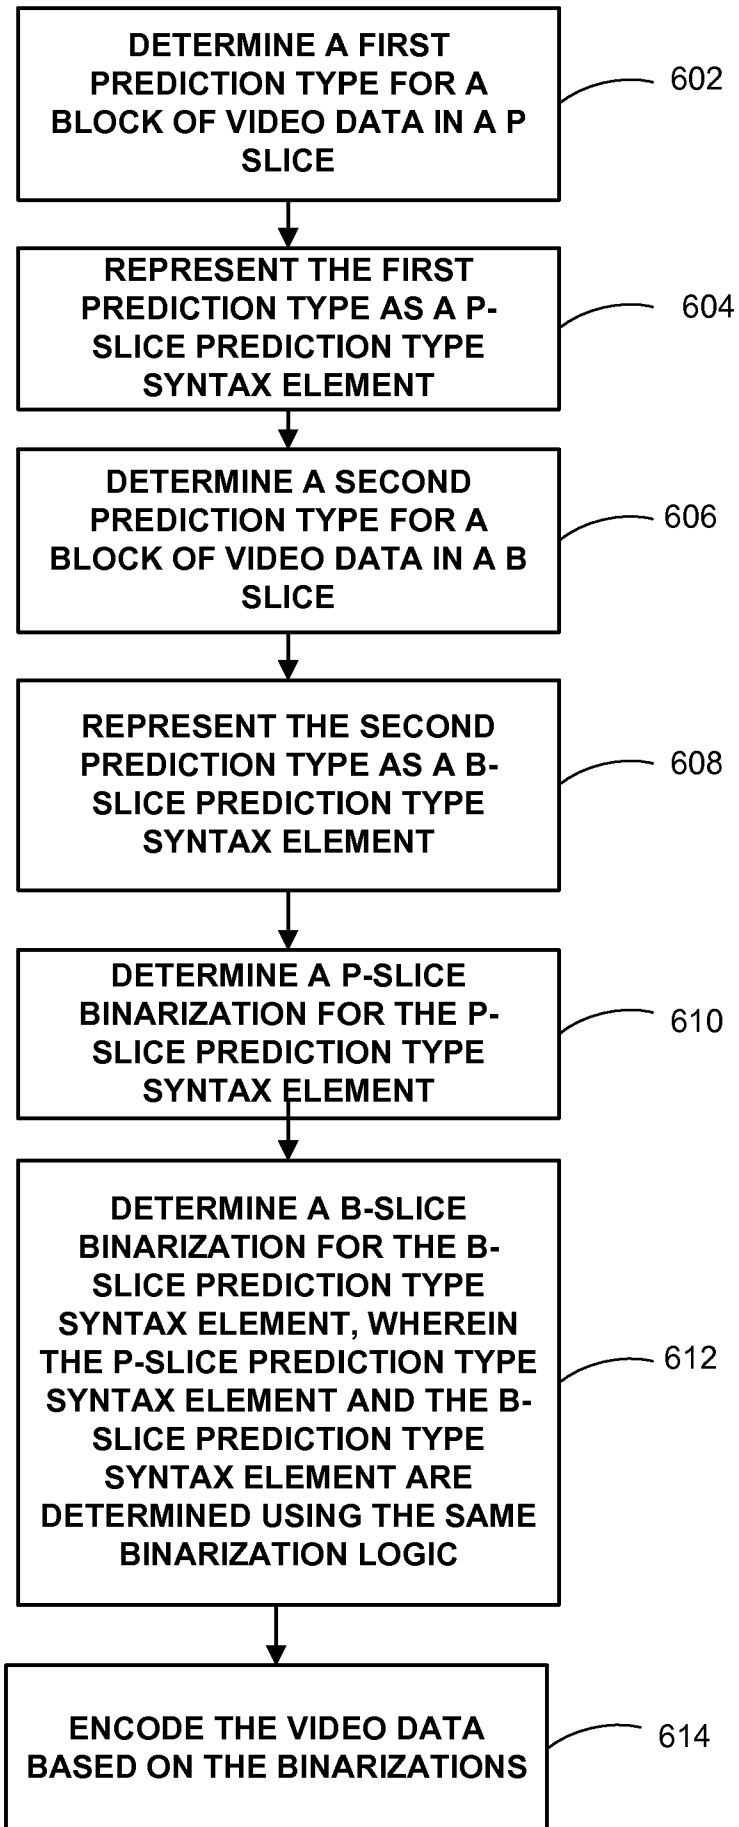 DETERMINE A FIRST
PREDICTION TYPE FOR A
BLOCK OF VIDEO DATA IN A P
SLICE
602
REPRESENT THE FIRST
PREDICTION TYPE AS A P-
SLICE PREDICTION TYPE
SYNTAX ELEMENT
604
DETERMINE A SECOND
PREDICTION TYPE FOR A
BLOCK OF VIDEO DATA IN A B
SLICE
606
REPRESENT THE SECOND
PREDICTION TYPE AS A B-
SLICE PREDICTION TYPE
SYNTAX ELEMENT
608
DETERMINE A P-SLICE
BINARIZATION FOR THE P-
SLICE PREDICTION TYPE
SYNTAX ELEMENT
610
DETERMINE A B-SLICE
BINARIZATION FOR THE B-
SLICE PREDICTION TYPE
SYNTAX ELEMENT, WHEREIN
THE P-SLICE PREDICTION TYPE
SYNTAX ELEMENT AND THE B-
SLICE PREDICTION TYPE
SYNTAX ELEMENT ARE
DETERMINED USING THE SAME
BINARIZATION LOGIC
612
ENCODE THE VIDEO DATA
BASED ON THE BINARIZATIONS
614